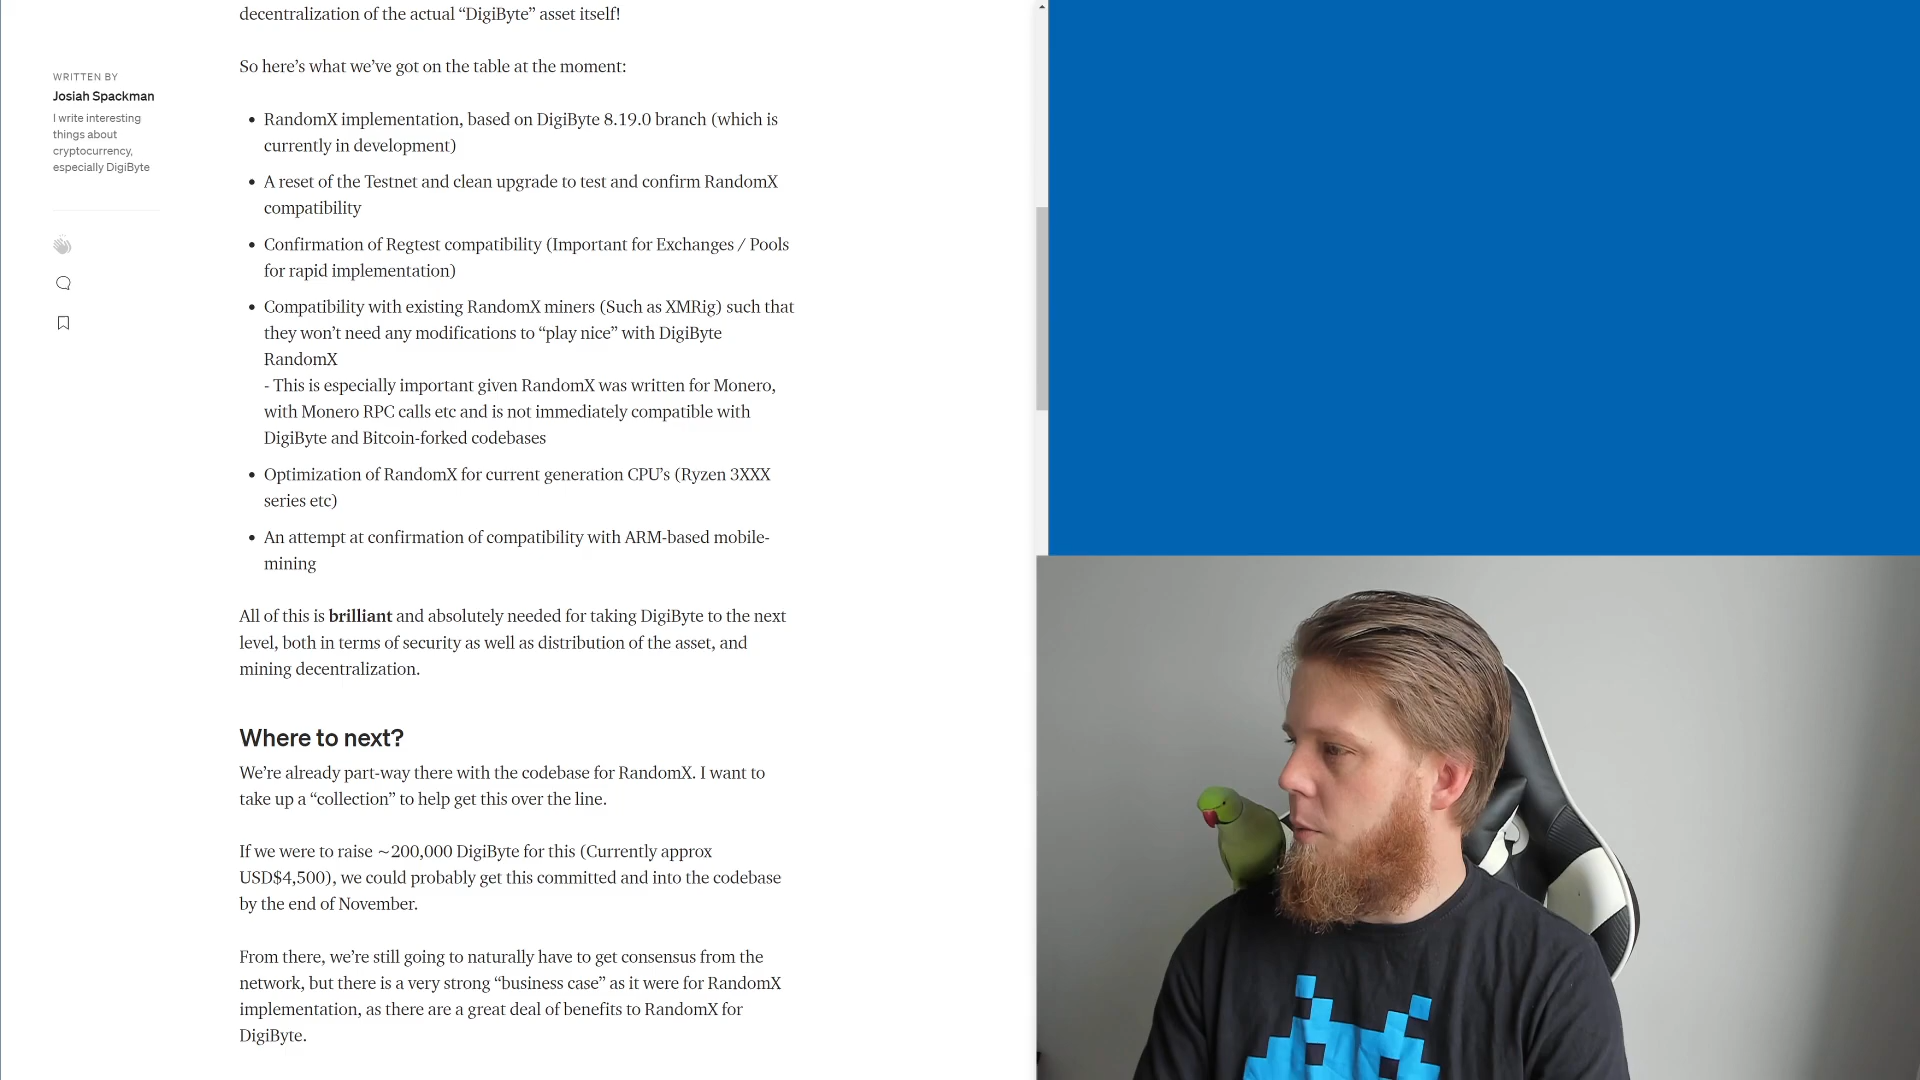 decentralization of the actual “DigiByte” asset itself!
So here’s what we’ve got on the table at the moment:
WRITTEN BY
Josiah Spackman
I write interesting
things about
cryptocurrency,
especially DigiByte
• RandomX implementation, based on DigiByte 8.19.0 branch (which is
currently in development)
• A reset of the Testnet and clean upgrade to test and confirm RandomX
compatibility
• Confirmation of Regtest compatibility (Important for Exchanges / Pools
for rapid implementation)
• Compatibility with existing RandomX miners (Such as XMRig) such that
they won’t need any modifications to “play nice” with DigiByte
RandomX
- This is especially important given RandomX was written for Monero,
with Monero RPC calls etc and is not immediately compatible with
DigiByte and Bitcoin-forked codebases
• Optimization of RandomX for current generation CPU’s (Ryzen 3XXX
series etc)
• An attempt at confirmation of compatibility with ARM-based mobile-
mining
All of this is brilliant and absolutely needed for taking DigiByte to the next
level, both in terms of security as well as distribution of the asset, and
mining decentralization.
Where to next?
We’re already part-way there with the codebase for RandomX. I want to
take up a “collection” to help get this over the line.
If we were to raise ~200,000 DigiByte for this (Currently approx
USD$4,500), we could probably get this committed and into the codebase
by the end of November.
From there, we’re still going to naturally have to get consensus from the
network, but there is a very strong “business case” as it were for RandomX
implementation, as there are a great deal of benefits to RandomX for
DigiByte.